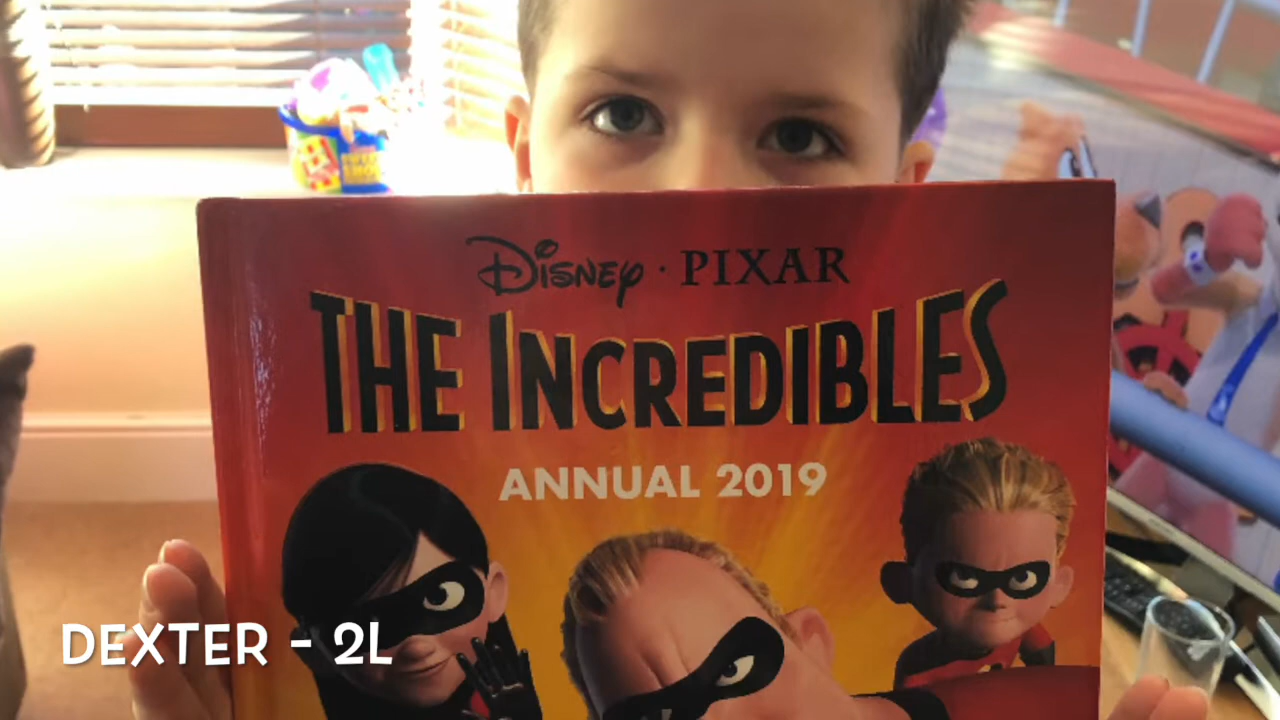 Disney · PIXAR
THE INCREDIBLES
ANNUAL 2019
DEXTER - 2L